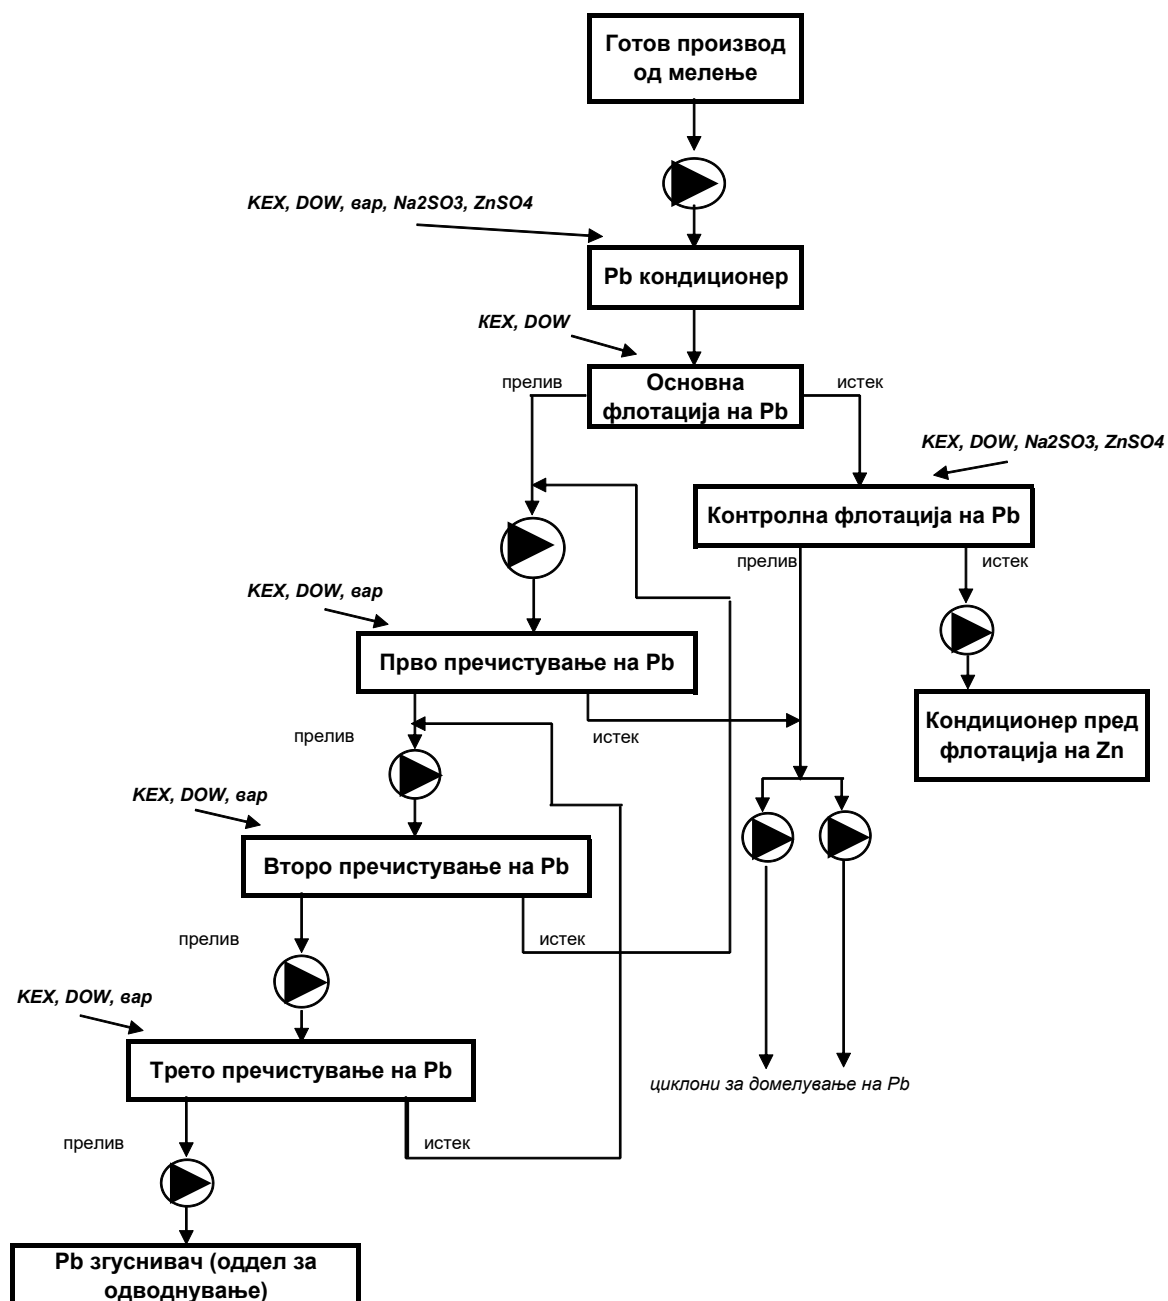 Готов производ
од мелење
KEX, DOW, вар, Na2SO3, ZnSO4
Pb кондиционер
KEX, DOW
прелив
Основна
флотација на Pb
истек
KEX, DOW, Na2SO3, ZnSO4
Контролна флотација на Pb
прелив
истек
KEX, DOW, вар
Прво пречистување на Pb
Кондиционер пред
флотација на Zn
прелив
истек
KEX, DOW, вар
Второ пречистување на Pb
прелив
истек
KEX, DOW, вар
Трето пречистување на Pb
циклони за домелување на Pb
прелив
истек
Pb згуснивач (оддел за
одводнување)